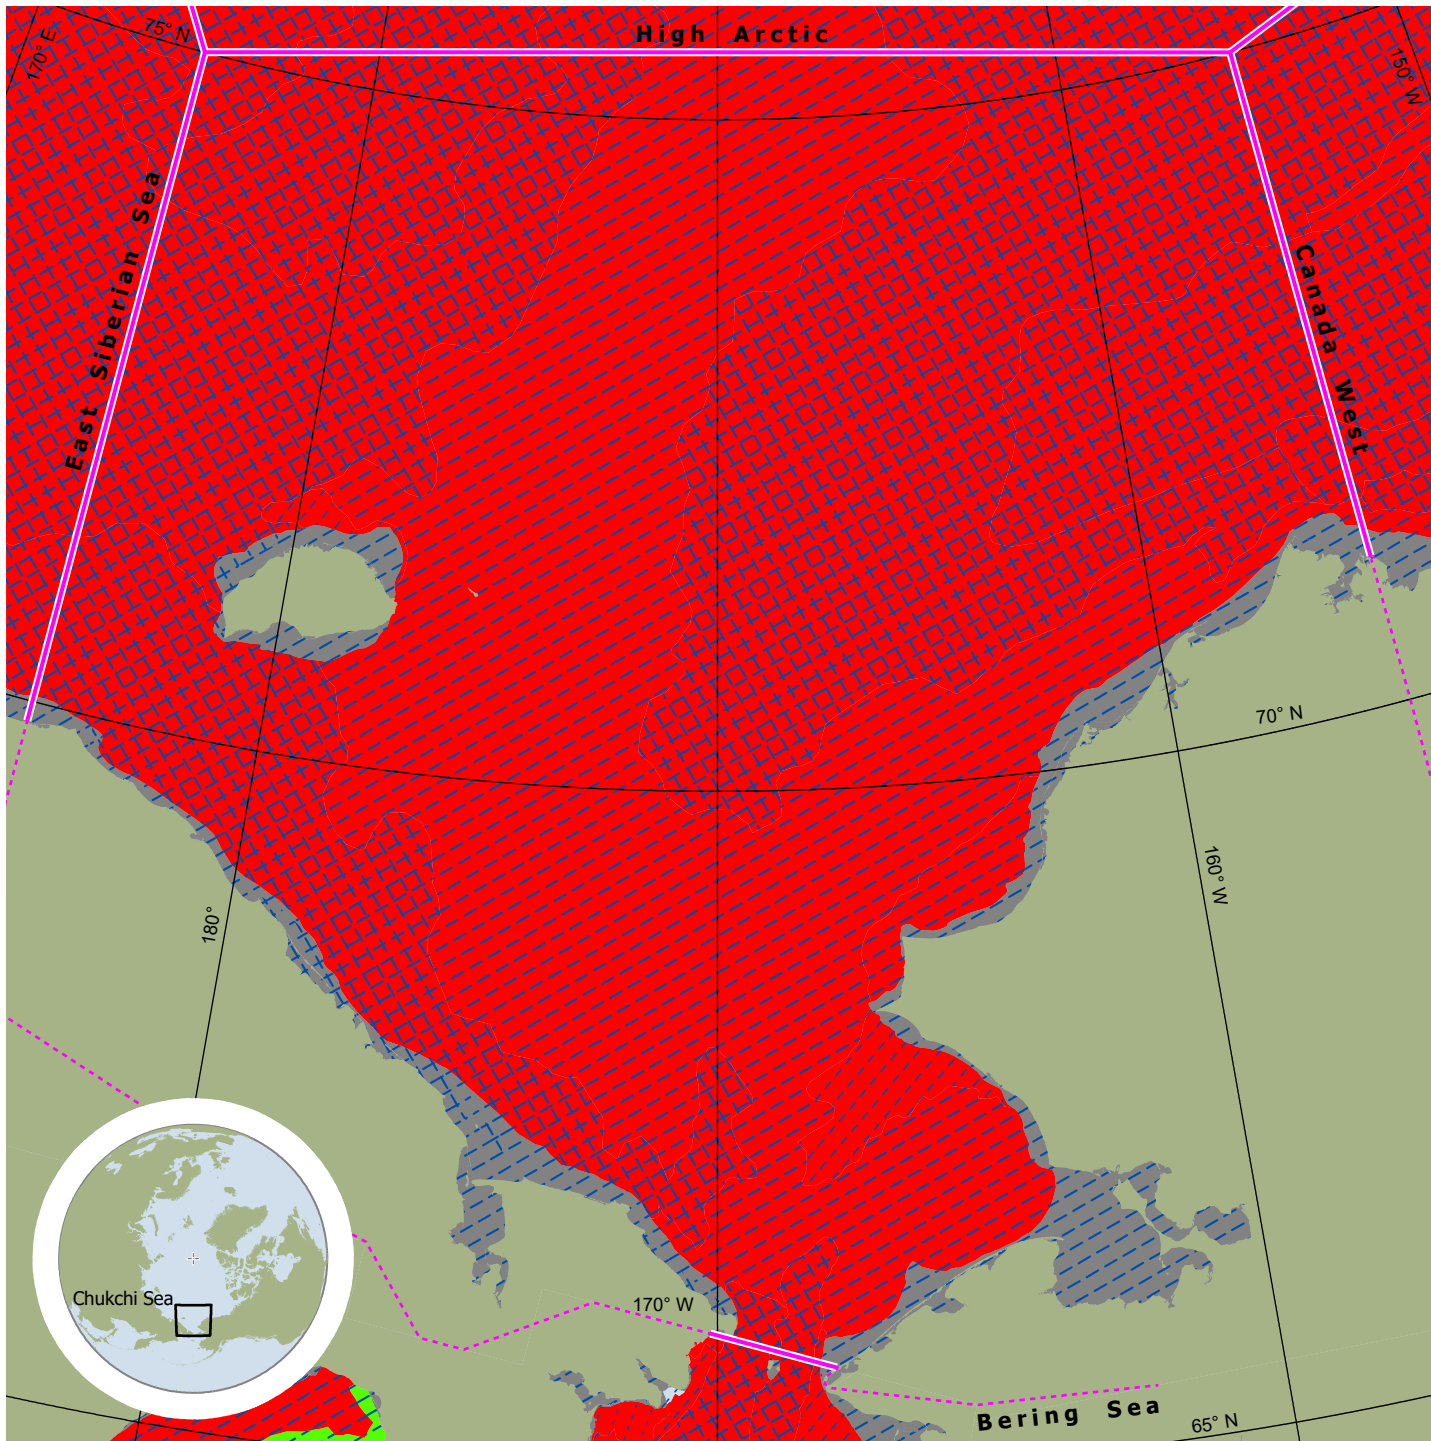 High Arctic
75° N
170° E
150° W
East Siberian Sea
Canada West
70° N
160° W
180°
Chukchi Sea
170° W
Bering Sea
65° N